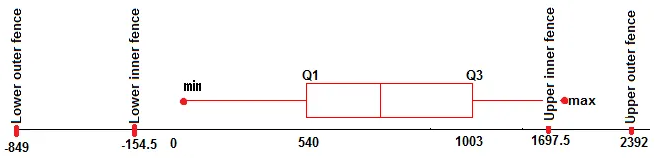 Lower outer fence
Lower inner fence
min
Q1
Q3
Upper inner fence
max
Upper outer fence
-849
-154.5
0
540
1003
1697.5
2392